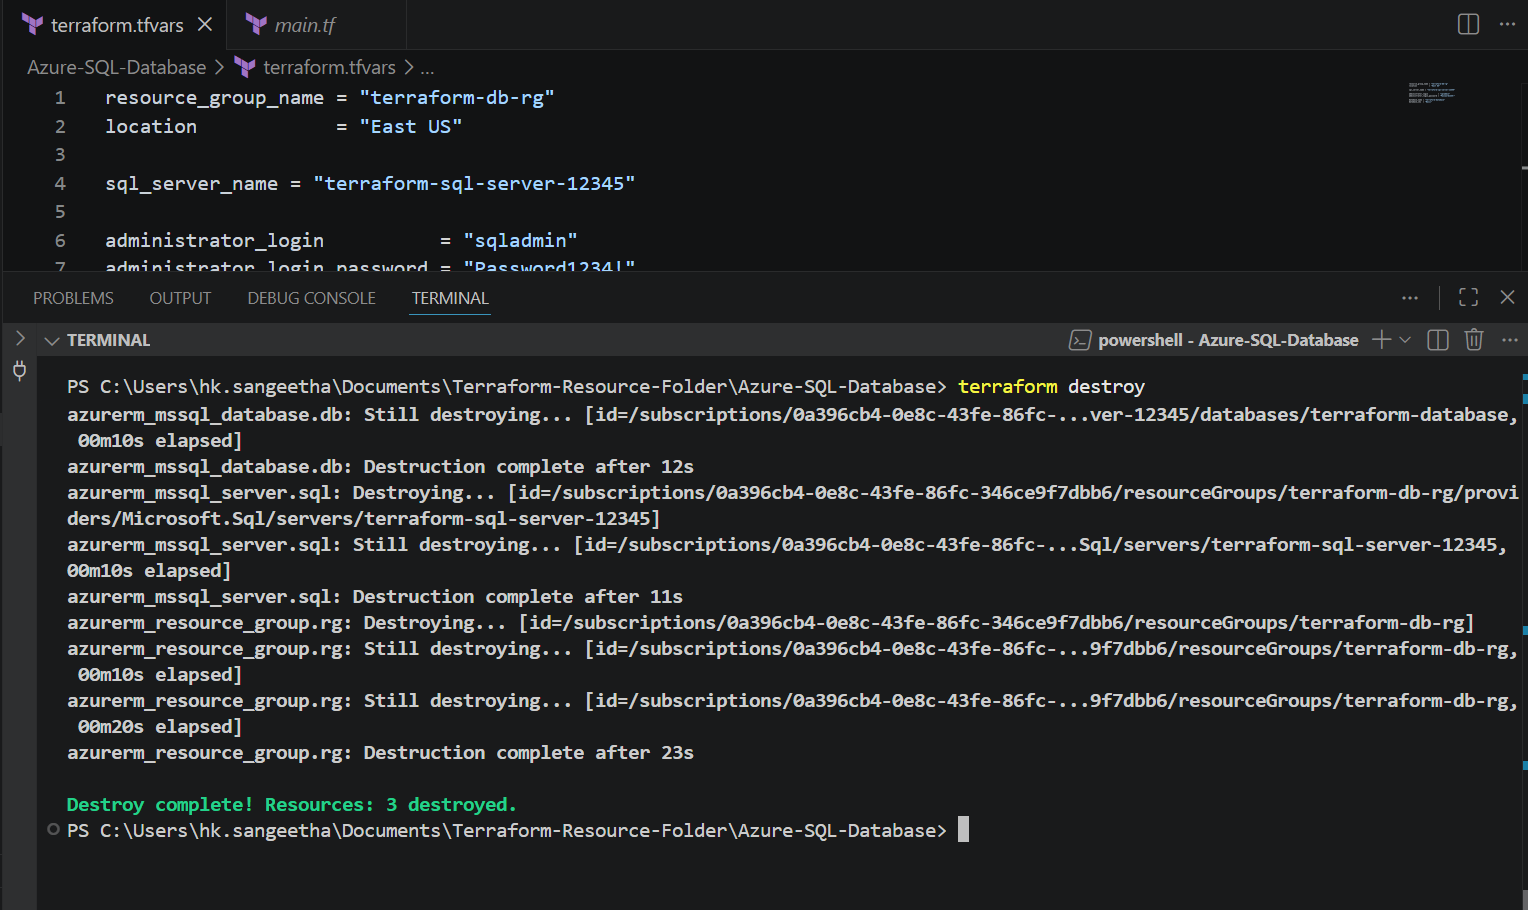 terraform.tfvars
main.tf
Azure-SQL-Database > terraform.tfvars > ...
1 resource_group_name = "terraform-db-rg"
2 location = "East US"
3
4 sql_server_name = "terraform-sql-server-12345"
5
6 administrator_login = "sqladmin"
7 administrator_login_password = "Password1234!"
PROBLEMS OUTPUT DEBUG CONSOLE TERMINAL
TERMINAL
powershell - Azure-SQL-Database
PS C:\Users\hk.sangeetha\Documents\Terraform-Resource-Folder\Azure-SQL-Database> terraform destroy
azurerm_mssql_database.db: Still destroying... [id=/subscriptions/0a396cb4-0e8c-43fe-86fc-...ver-12345/databases/terraform-database,
00m10s elapsed]
azurerm_mssql_database.db: Destruction complete after 12s
azurerm_mssql_server.sql: Destroying... [id=/subscriptions/0a396cb4-0e8c-43fe-86fc-346ce9f7dbb6/resourceGroups/terraform-db-rg/provi
ders/Microsoft.Sql/servers/terraform-sql-server-12345]
azurerm_mssql_server.sql: Still destroying... [id=/subscriptions/0a396cb4-0e8c-43fe-86fc-...Sql/servers/terraform-sql-server-12345,
00m10s elapsed]
azurerm_mssql_server.sql: Destruction complete after 11s
azurerm_resource_group.rg: Destroying... [id=/subscriptions/0a396cb4-0e8c-43fe-86fc-346ce9f7dbb6/resourceGroups/terraform-db-rg]
azurerm_resource_group.rg: Still destroying... [id=/subscriptions/0a396cb4-0e8c-43fe-86fc-...9f7dbb6/resourceGroups/terraform-db-rg,
00m10s elapsed]
azurerm_resource_group.rg: Still destroying... [id=/subscriptions/0a396cb4-0e8c-43fe-86fc-...9f7dbb6/resourceGroups/terraform-db-rg,
00m20s elapsed]
azurerm_resource_group.rg: Destruction complete after 23s
Destroy complete! Resources: 3 destroyed.
PS C:\Users\hk.sangeetha\Documents\Terraform-Resource-Folder\Azure-SQL-Database>